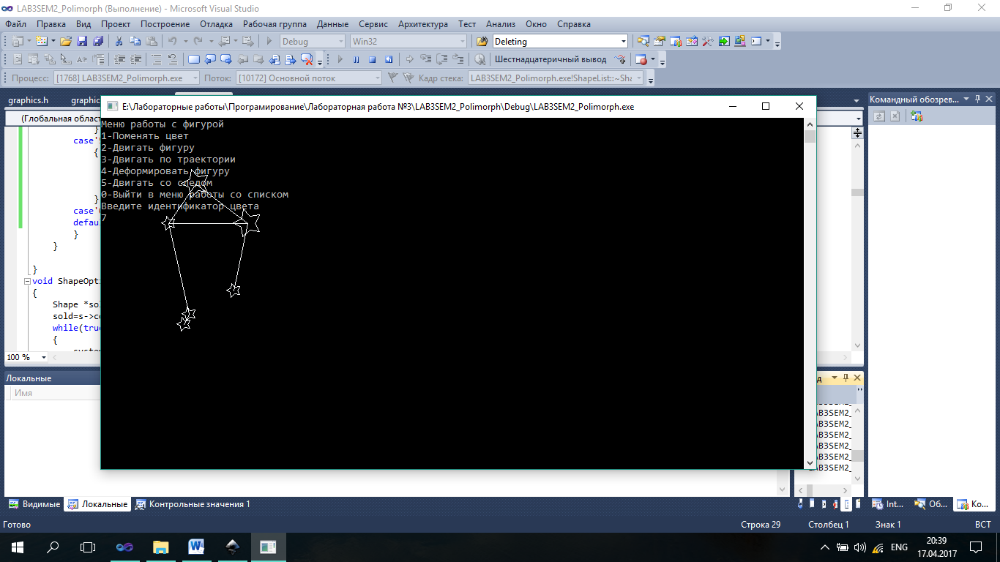 LAB3SEM2_Polimorph (Выполнение) - Microsoft Visual Studio
Файл Правка Вид Проект Построение Отладка Рабочая группа Данные Сервис Архитектура Тест Анализ Окно Справка
Debug Win32 Deleting
Шестнадцатеричный вывод
Процесс: [1768] LAB3SEM2_Polimorph.exe Поток: [10172] Основной поток Кадр стека: LAB3SEM2_Polimorph.exe!ShapeList::~Sha
graphics.h graphic
Командный обозрев...
E:\Лабораторные работы\Програмирование\Лабораторная работа №3\LAB3SEM2_Polimorph\Debug\LAB3SEM2_Polimorph.exe
(Глобальная област
Меню работы с фигурой
1-Поменять цвет
2-Двигать фигуру
3-Двигать по траектории
4-Деформировать фигуру
5-Двигать со следом
0-Выйти в меню работы со списком
Введите идентификатор цвета
7
}
case'
{
}
case'
defau
}
}
}
void ShapeOpti
{
Shape *sol
sold=s->co
while(true
{
system
100 %
Локальные
Имя
д
LAB3SEM2_
LAB3SEM2_
LAB3SEM2_
LAB3SEM2_
LAB3SEM2_
LAB3SEM2_
Видимые Локальные Контрольные значения 1
Int... Об... Ко...
Готово Строка 29 Столбец 1 Знак 1 ВСТ
ENG
20:39
17.04.2017